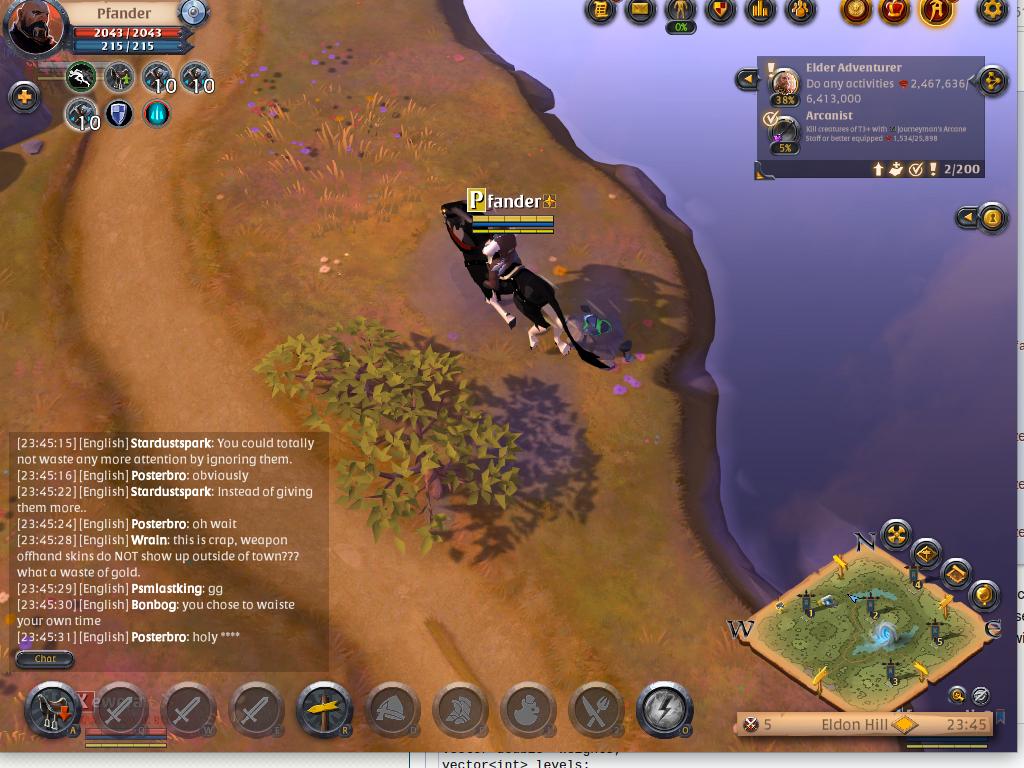 Pfander
2043 / 2043
215 / 215
0%
10
10
10
Elder Adventurer
Do any activities 2,467,636/
6,413,000
38%
Arcanist
Kill creatures of T3+ with Journeyman's Arcane
Staff or better equipped 1,534/25,898
5%
2/200
Pfander
[23:45:15] [English] Stardustspark: You could totally
not waste any more attention by ignoring them.
[23:45:16] [English] Posterbro: obviously
[23:45:22] [English] Stardustspark: Instead of giving
them more..
[23:45:24] [English] Posterbro: oh wait
[23:45:28] [English] Wrain: this is crap, weapon
offhand skins do NOT show up outside of town???
what a waste of gold.
[23:45:29] [English] Psmlastking: gg
[23:45:30] [English] Bonbog: you chose to waiste
your own time
[23:45:31] [English] Posterbro: holy ****
Chat
N
W
E
1
2
3
4
5
A
Q
W
E
R
D
O
5
Eldon Hill
23:45
vector<int> levels;